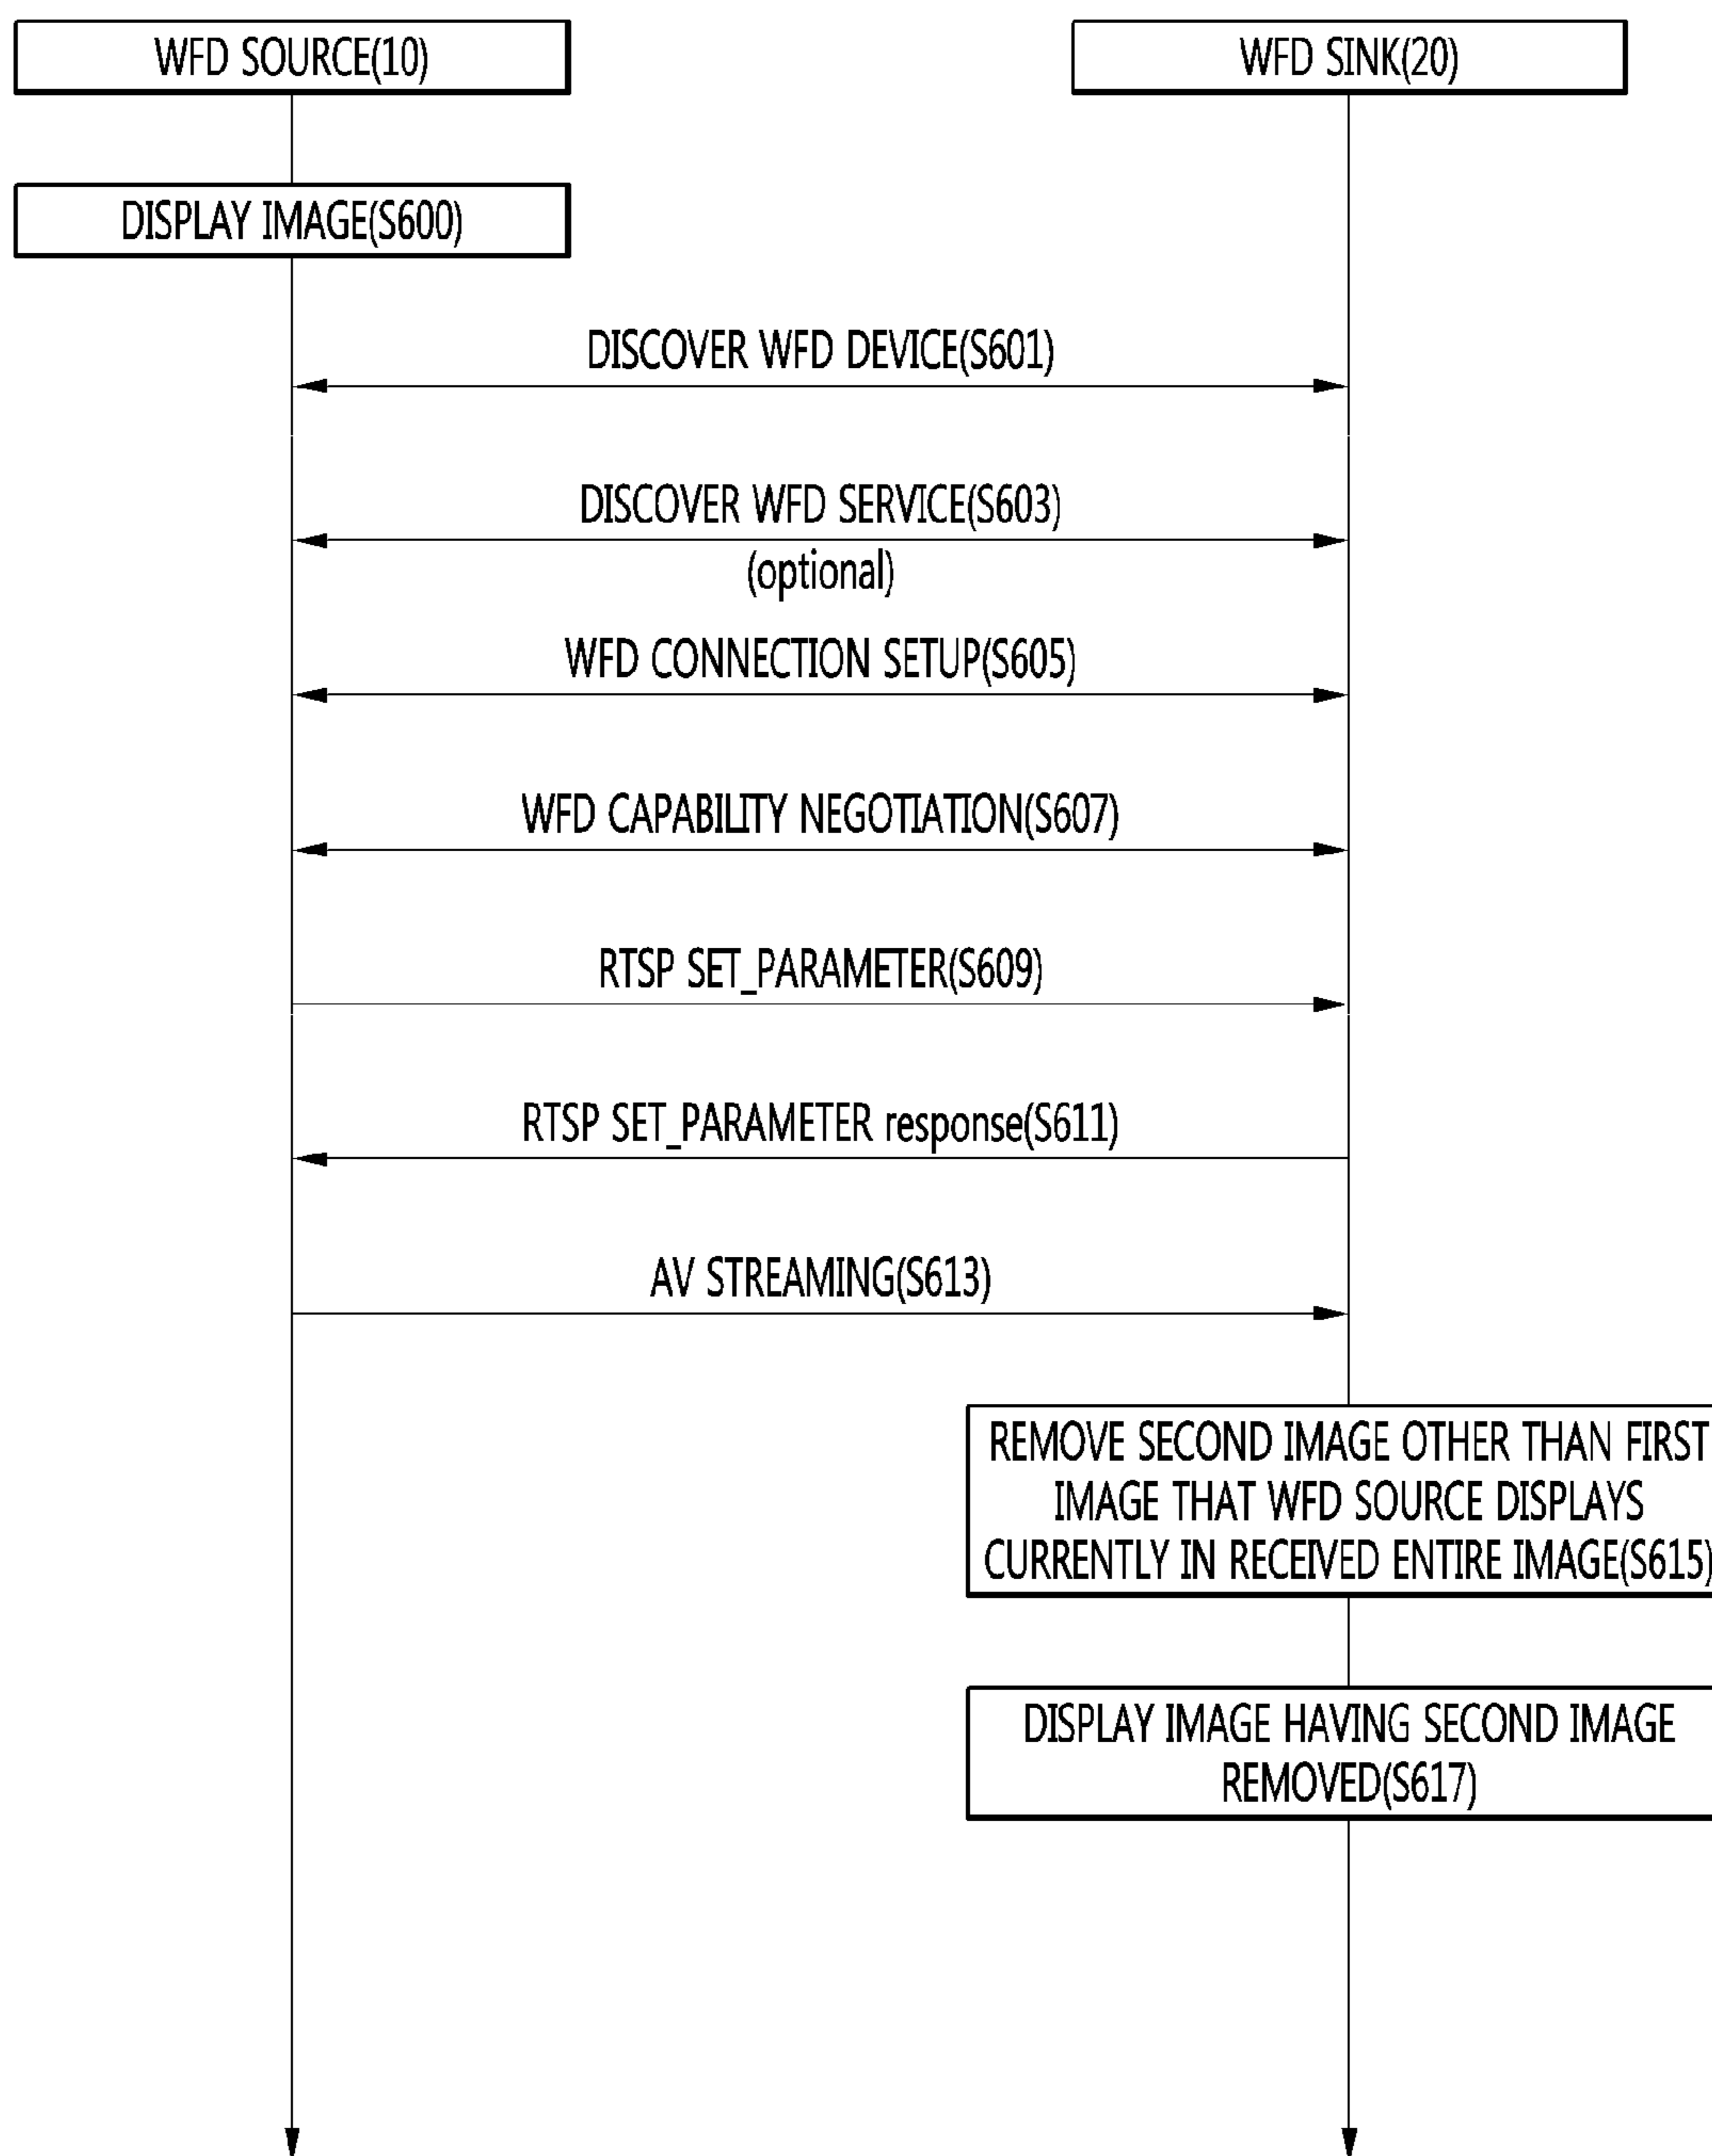 WFD SOURCE(10)
WFD SINK(20)
DISPLAY IMAGE(S600)
DISCOVER WFD DEVICE(S601)
DISCOVER WFD SERVICE(S603)
(optional)
WFD CONNECTION SETUP(S605)
WFD CAPABILITY NEGOTIATION(S607)
RTSP SET_PARAMETER(S609)
RTSP SET_PARAMETER response(S611)
AV STREAMING(S613)
REMOVE SECOND IMAGE OTHER THAN FIRST
IMAGE THAT WFD SOURCE DISPLAYS
CURRENTLY IN RECEIVED ENTIRE IMAGE(S615)
DISPLAY IMAGE HAVING SECOND IMAGE
REMOVED(S617)